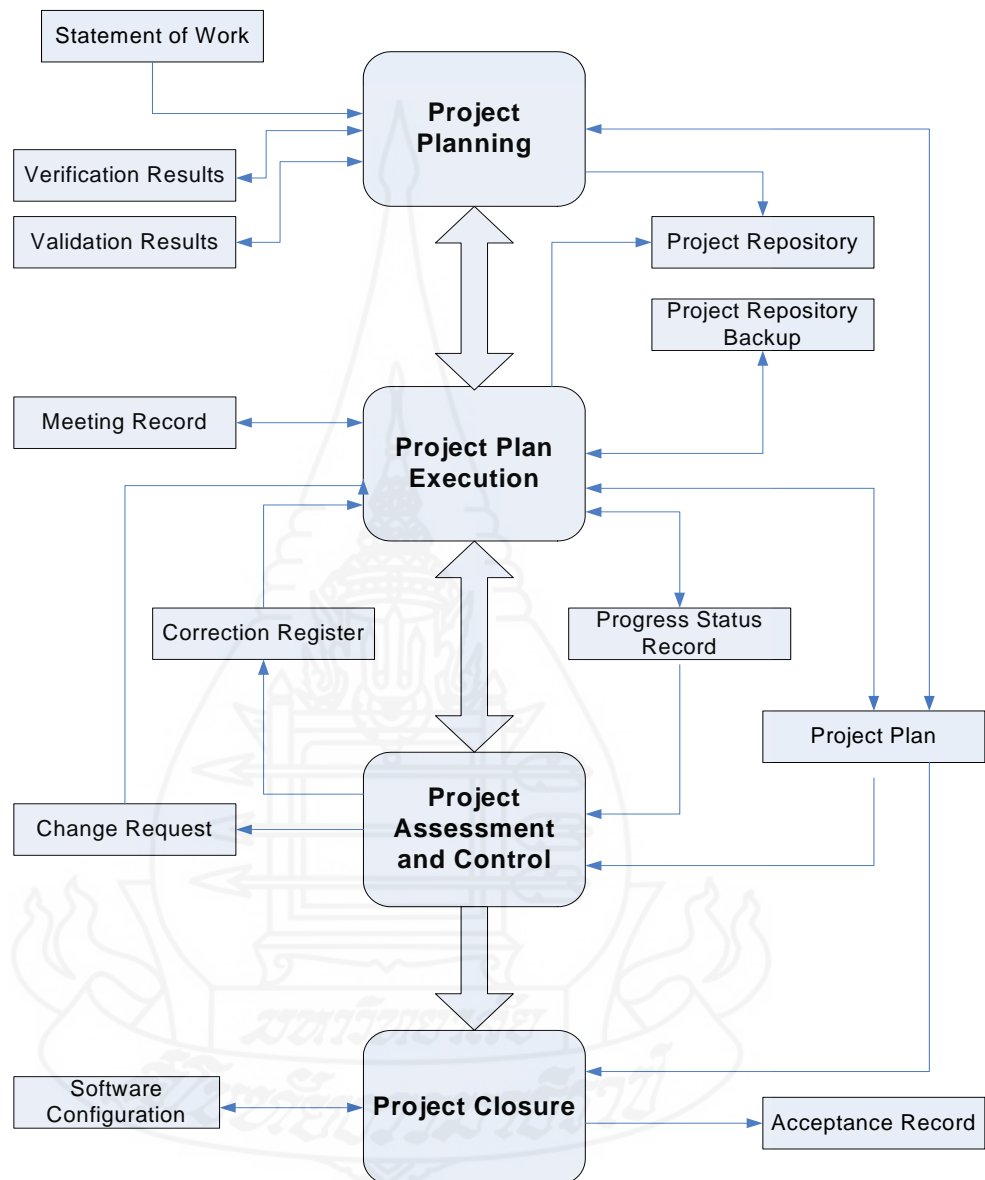 Statement of Work
Project
Planning
Verification Results
Validation Results
Project Repository
Project Repository
Backup
Meeting Record
Project Plan
Execution
Correction Register
Progress Status
Record
Project Plan
Project
Assessment
and Control
Change Request
Software
Configuration
Project Closure
Acceptance Record